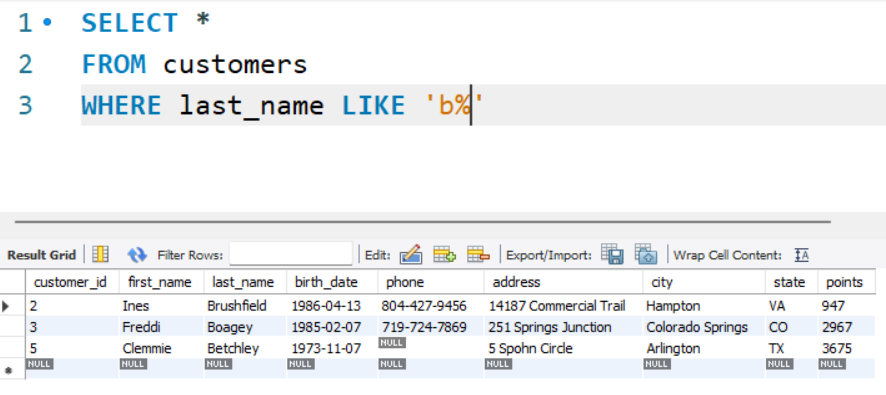 1 SELECT *
2 FROM customers
3 WHERE last_name LIKE 'b%'
Result Grid Filter Rows: Edit: Export/Import: Wrap Cell Content: IA
customer_id first_name last_name birth_date phone address city state points
2 Ines Brushfield 1986-04-13 804-427-9456 14187 Commercial Trail Hampton VA 947
3 Freddi Boagey 1985-02-07 719-724-7869 251 Springs Junction Colorado Springs CO 2967
5 Clemmie Betchley 1973-11-07 NULL 5 Spohn Circle Arlington TX 3675
NULL NULL NULL NULL NULL NULL NULL NULL NULL